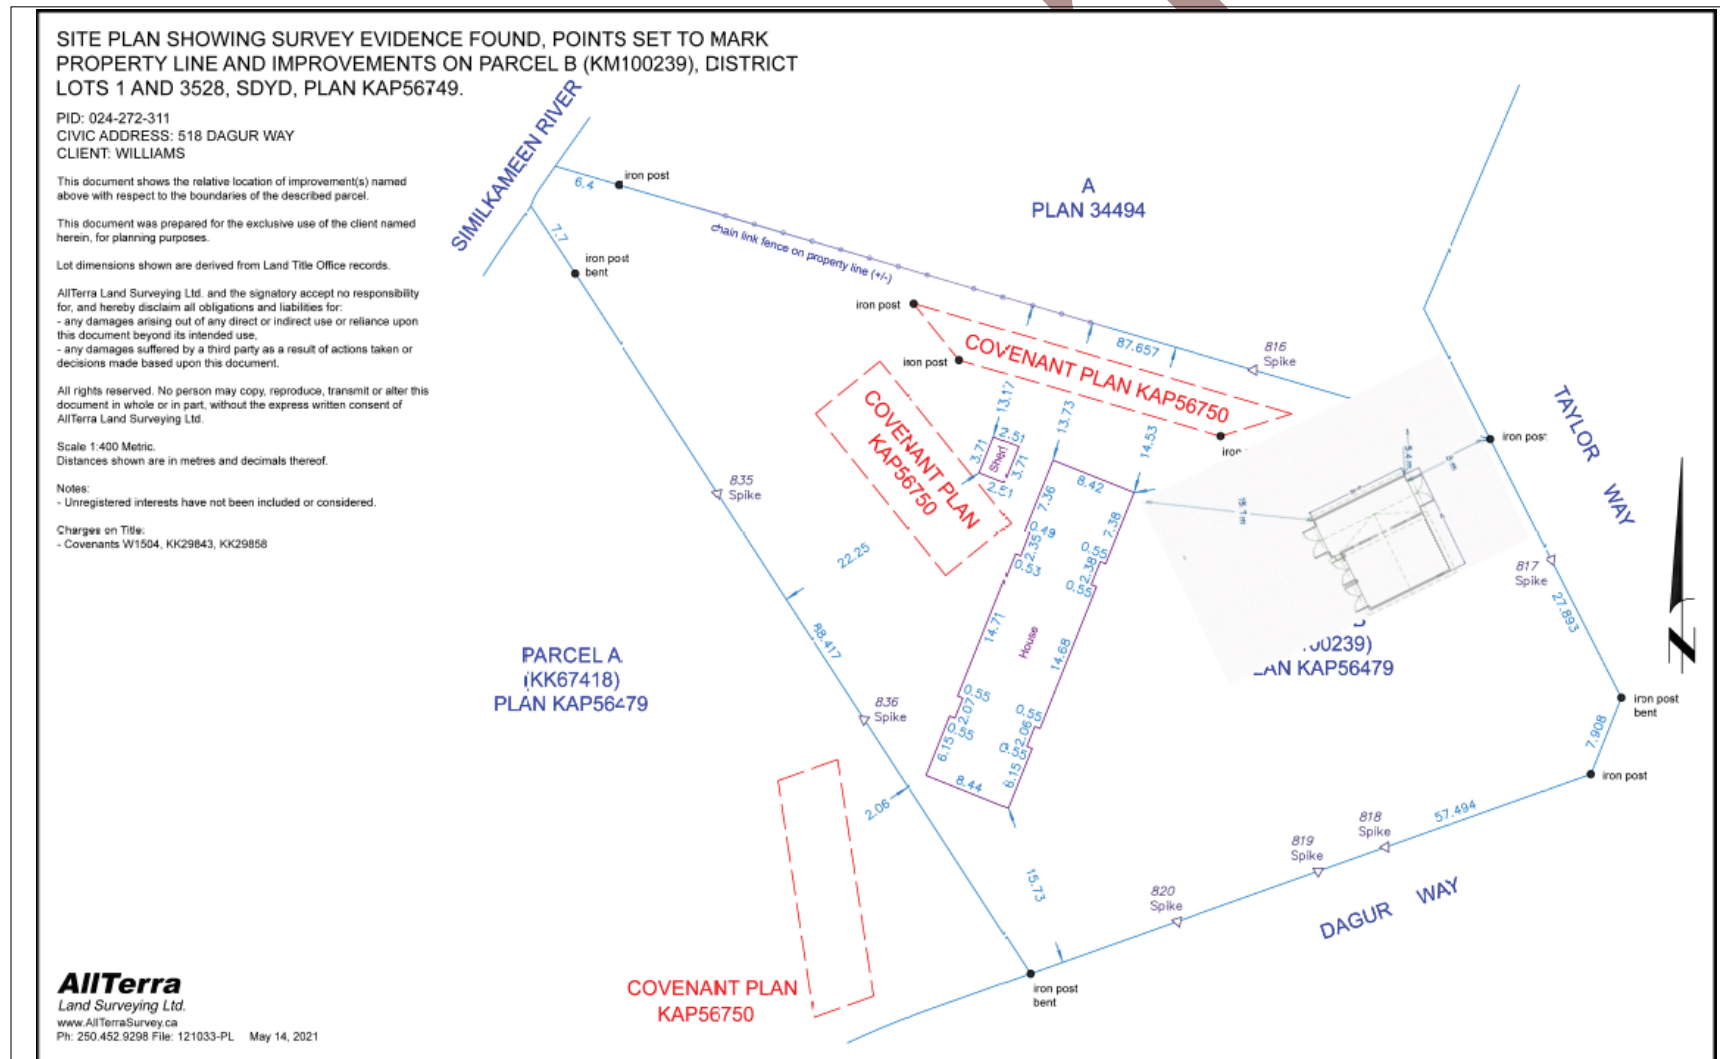 SITE PLAN SHOWING SURVEY EVIDENCE FOUND, POINTS SET TO MARK
PROPERTY LINE AND IMPROVEMENTS ON PARCEL B (KM100239), DISTRICT
LOTS 1 AND 3528, SDYD, PLAN KAP56749.
PID: 024-272-311
CIVIC ADDRESS: 518 DAGUR WAY
CLIENT: WILLIAMS
This document shows the relative location of improvement(s) named
above with respect to the boundaries of the described parcel.
This document was prepared for the exclusive use of the client named
herein, for planning purposes.
Lot dimensions shown are derived from Land Title Office records.
AllTerra Land Surveying Ltd. and the signatory accept no responsibility
for, and hereby disclaim all obligations and liabilities for:
- any damages arising out of any direct or indirect use or reliance upon
this document beyond its intended use,
- any damages suffered by a third party as a result of actions taken or
decisions made based upon this document.
All rights reserved. No person may copy, reproduce, transmit or alter this
document in whole or in part, without the express written consent of
AllTerra Land Surveying Ltd.
Scale 1:400 Metric.
Distances shown are in metres and decimals thereof.
Notes:
- Unregistered interests have not been included or considered.
Charges on Title:
- Covenants W1504, KK29843, KK29858
SIMILKAMEEN RIVER
6.4
iron post
7.7
iron post
bent
chain link fence on property line (+/-)
A
PLAN 34494
iron post
iron post
87.657
816
Spike
COVENANT PLAN KAP56750
COVENANT PLAN
KAP56750
13.17
13.73
14.53
2.51
3.71
Shed
3.71
2.51
iron
iron post
TAYLOR
WAY
5.4 m
15.1 m
835
Spike
22.25
88.417
8.42
7.36
7.38
0.49
2.35
0.53
0.55
2.38
0.55
14.71
House
14.68
817
Spike
27.893
00239)
LAN KAP56479
PARCEL A
(KK67418)
PLAN KAP56479
836
Spike
0.55
2.07
0.55
6.15
0.55
2.06
0.55
6.15
8.44
iron post
bent
7.908
iron post
2.06
15.73
57.494
818
Spike
819
Spike
820
Spike
DAGUR WAY
iron post
bent
COVENANT PLAN
KAP56750
AllTerra
Land Surveying Ltd.
www.AllTerraSurvey.ca
Ph: 250.452.9298 File: 121033-PL May 14, 2021